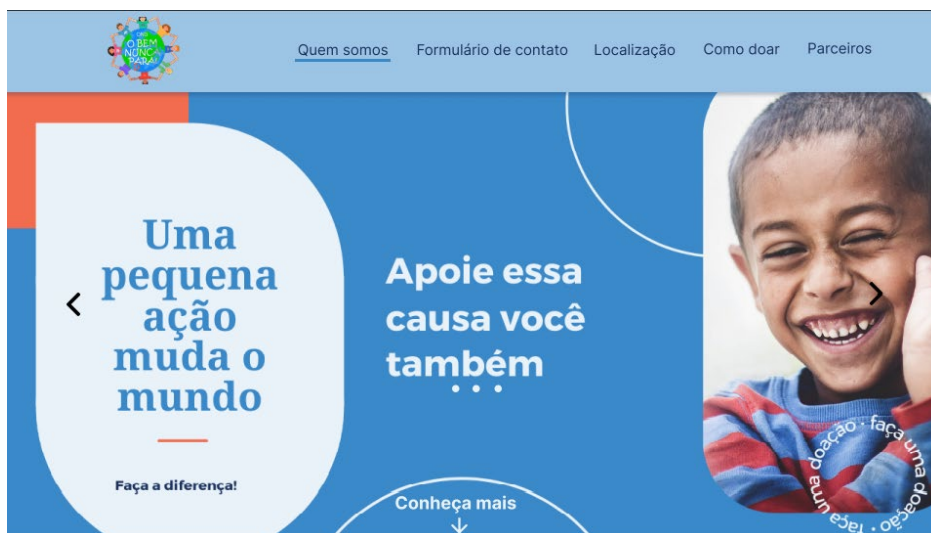 ONG
O BEM
NUNCA
PARA!
Quem somos
Formulário de contato
Localização
Como doar
Parceiros
Uma
pequena
ação
muda o
mundo
Faça a diferença!
Apoie essa
causa você
também
Conheça mais
faça uma doação · faça uma doação ·